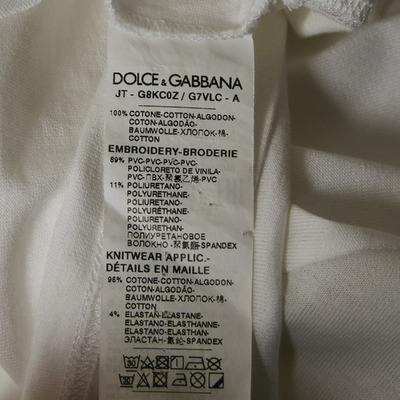 DOLCE & GABBANA
JT - G8KC0Z / G7VLC - A
100% COTONE-COTTON-ALGODON-
COTON-ALGODÃO-
BAUMWOLLE-ХЛОПОК-棉-
COTTON
EMBROIDERY-BRODERIE
89% PVC-PVC-PVC-PVC-
POLICLORETO DE VINILA-
PVC-ПВХ-聚氯乙烯-PVC
11% POLIURETANO-
POLYURETHANE-
POLIURETANO-
POLYURETHANE-
POLIURETANO-
POLYURETHAN-
ПОЛИУРЕТАНОВОЕ
ВОЛОКНО-聚氨酯-SPANDEX
KNITWEAR APPLIC.-
DÉTAILS EN MAILLE
96% COTONE-COTTON-ALGODON-
COTON-ALGODÃO-
BAUMWOLLE-ХЛОПОК-棉-
COTTON
4% ELASTAN-ELASTANE-
ELASTANO-ELASTHANNE-
ELASTANO-ELASTHAN-
ЭЛАСТАН-氨纶-SPANDEX